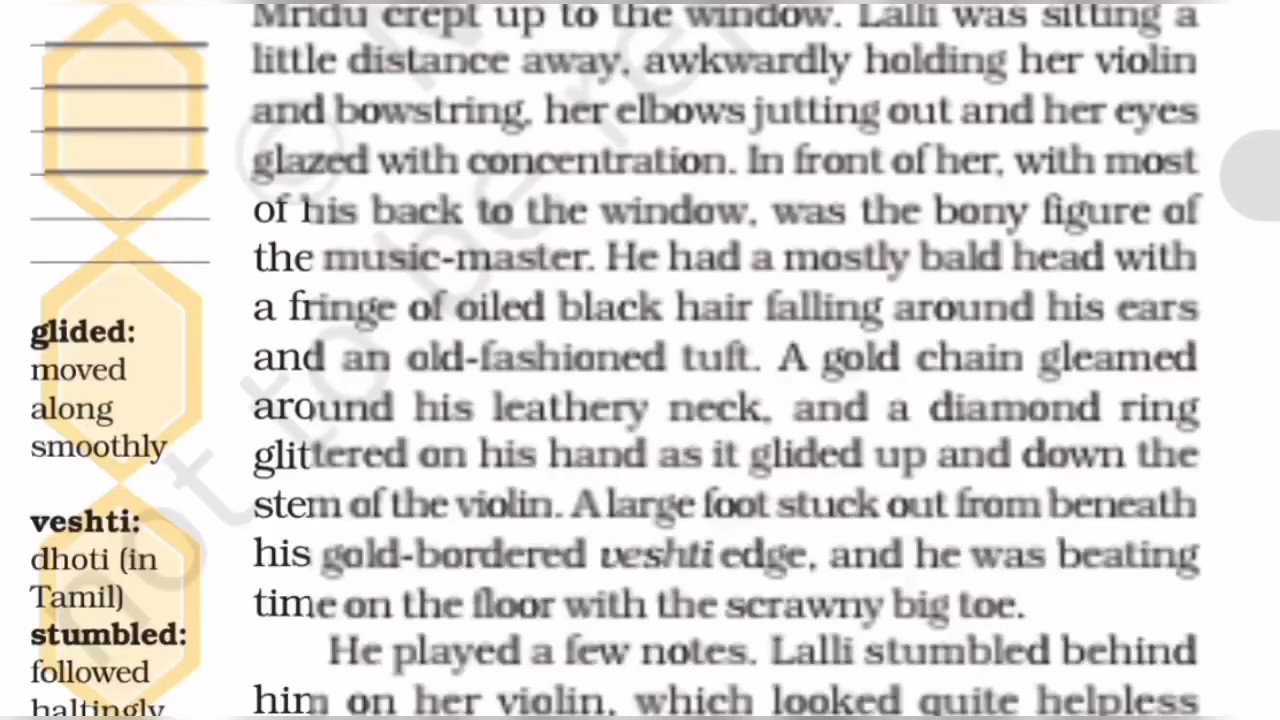 Mridu crept up to the window. Lalli was sitting a
little distance away, awkwardly holding her violin
and bowstring, her elbows jutting out and her eyes
glazed with concentration. In front of her, with most
of his back to the window, was the bony figure of
the music-master. He had a mostly bald head with
a fringe of oiled black hair falling around his ears
and an old-fashioned tuft. A gold chain gleamed
around his leathery neck, and a diamond ring
glittered on his hand as it glided up and down the
stem of the violin. A large foot stuck out from beneath
his gold-bordered veshti edge, and he was beating
time on the floor with the scrawny big toe.
He played a few notes. Lalli stumbled behind
him on her violin, which looked quite helpless
glided:
moved
along
smoothly
veshti:
dhoti (in
Tamil)
stumbled:
followed
haltingly
© N
not to be re